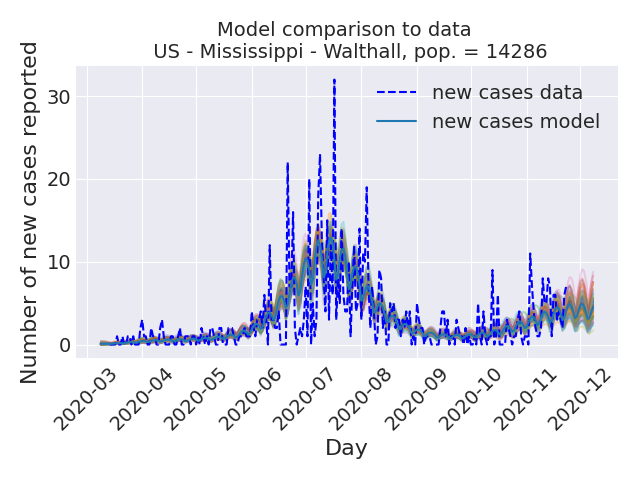 Model comparison to data
US - Mississippi - Walthall, pop. = 14286
Number of new cases reported
30
20
10
0
new cases data
new cases model
2020-03
2020-04
2020-05
2020-06
2020-07
2020-08
2020-09
2020-10
2020-11
2020-12
Day